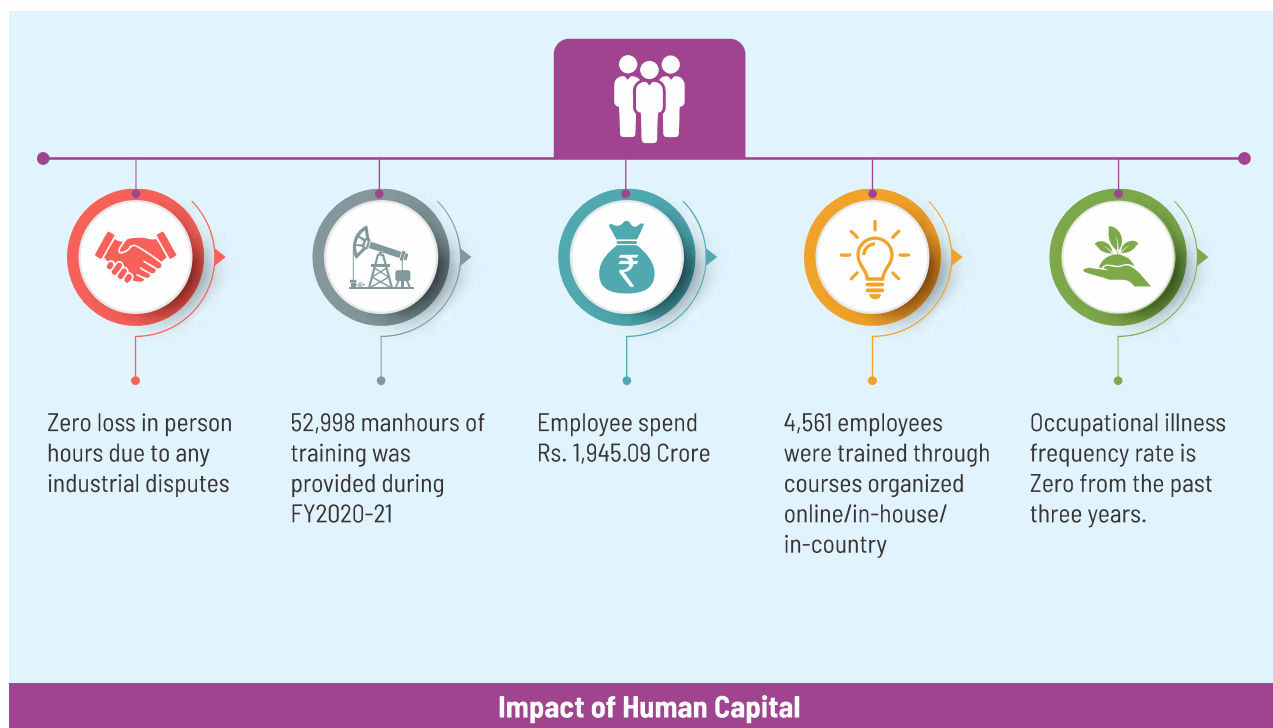 ₹
Zero loss in person
hours due to any
industrial disputes
52,998 manhours of
training was
provided during
FY2020-21
Employee spend
Rs. 1,945.09 Crore
4,561 employees
were trained through
courses organized
online/in-house/
in-country
Occupational illness
frequency rate is
Zero from the past
three years.
Impact of Human Capital